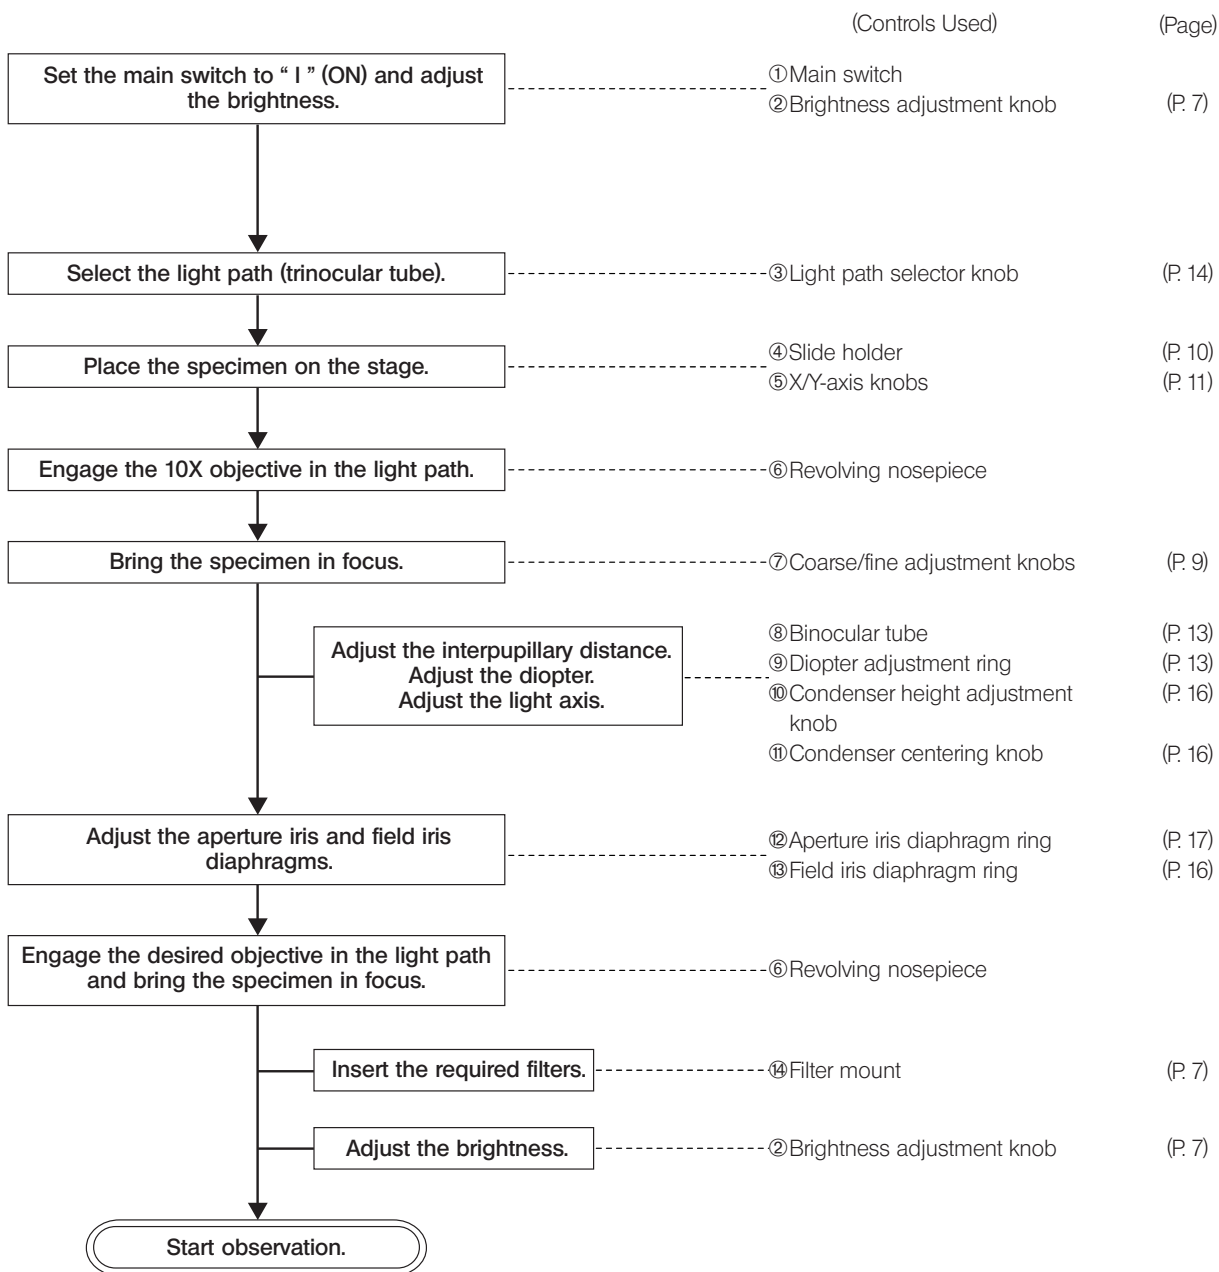 (Controls Used) (Page)
Set the main switch to “ I ” (ON) and adjust
the brightness.
①Main switch
②Brightness adjustment knob (P. 7)
Select the light path (trinocular tube). ③Light path selector knob (P. 14)
Place the specimen on the stage.
④Slide holder (P. 10)
⑤X/Y-axis knobs (P. 11)
Engage the 10X objective in the light path. ⑥Revolving nosepiece
Bring the specimen in focus. ⑦Coarse/fine adjustment knobs (P. 9)
Adjust the interpupillary distance.
Adjust the diopter.
Adjust the light axis.
⑧Binocular tube (P. 13)
⑨Diopter adjustment ring (P. 13)
⑩Condenser height adjustment (P. 16)
knob
⑪Condenser centering knob (P. 16)
Adjust the aperture iris and field iris
diaphragms.
⑫Aperture iris diaphragm ring (P. 17)
⑬Field iris diaphragm ring (P. 16)
Engage the desired objective in the light path
and bring the specimen in focus.
⑥Revolving nosepiece
Insert the required filters. ⑭Filter mount (P. 7)
Adjust the brightness. ②Brightness adjustment knob (P. 7)
Start observation.